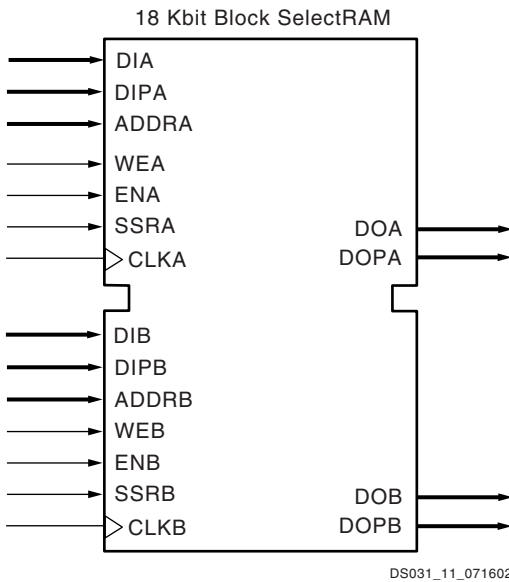 18 Kbit Block SelectRAM
DIA
DIPA
ADDRA
WEA
ENA
SSRA
CLKA
DOA
DOPA
DIB
DIPB
ADDRB
WEB
ENB
SSRB
CLKB
DOB
DOPB
DS031_11_071602